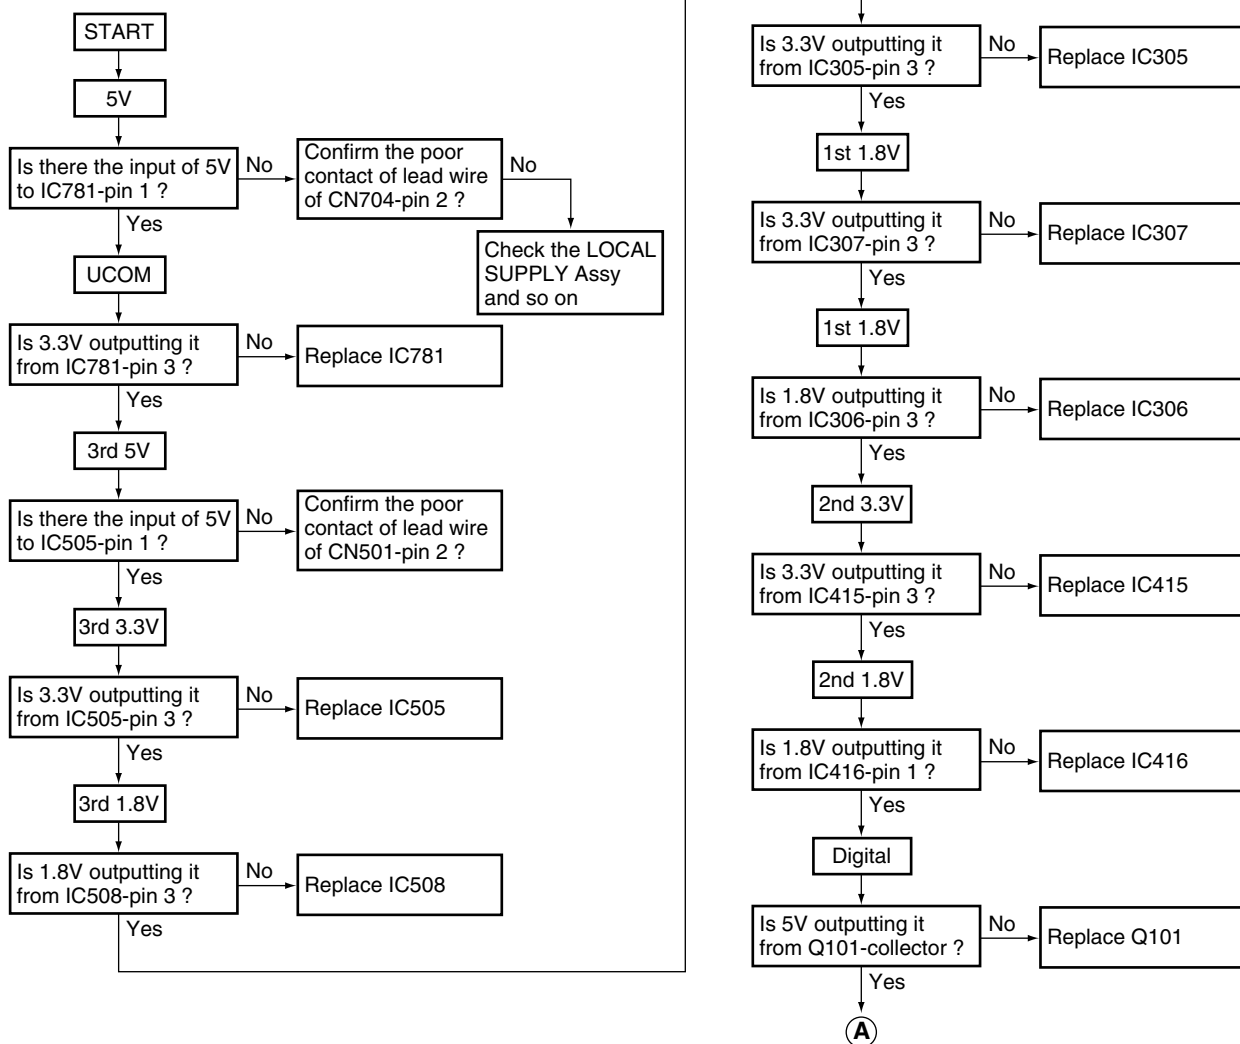 START
5V
Is there the input of 5V
to IC781-pin 1 ?
No
Confirm the poor
contact of lead wire
of CN704-pin 2 ?
No
Check the LOCAL
SUPPLY Assy
and so on
Yes
UCOM
Is 3.3V outputting it
from IC781-pin 3 ?
No
Replace IC781
Yes
3rd 5V
Is there the input of 5V
to IC505-pin 1 ?
No
Confirm the poor
contact of lead wire
of CN501-pin 2 ?
Yes
3rd 3.3V
Is 3.3V outputting it
from IC505-pin 3 ?
No
Replace IC505
Yes
3rd 1.8V
Is 1.8V outputting it
from IC508-pin 3 ?
No
Replace IC508
Yes
Is 3.3V outputting it
from IC305-pin 3 ?
No
Replace IC305
Yes
1st 1.8V
Is 3.3V outputting it
from IC307-pin 3 ?
No
Replace IC307
Yes
1st 1.8V
Is 1.8V outputting it
from IC306-pin 3 ?
No
Replace IC306
Yes
2nd 3.3V
Is 3.3V outputting it
from IC415-pin 3 ?
No
Replace IC415
Yes
2nd 1.8V
Is 1.8V outputting it
from IC416-pin 1 ?
No
Replace IC416
Yes
Digital
Is 5V outputting it
from Q101-collector ?
No
Replace Q101
Yes
A